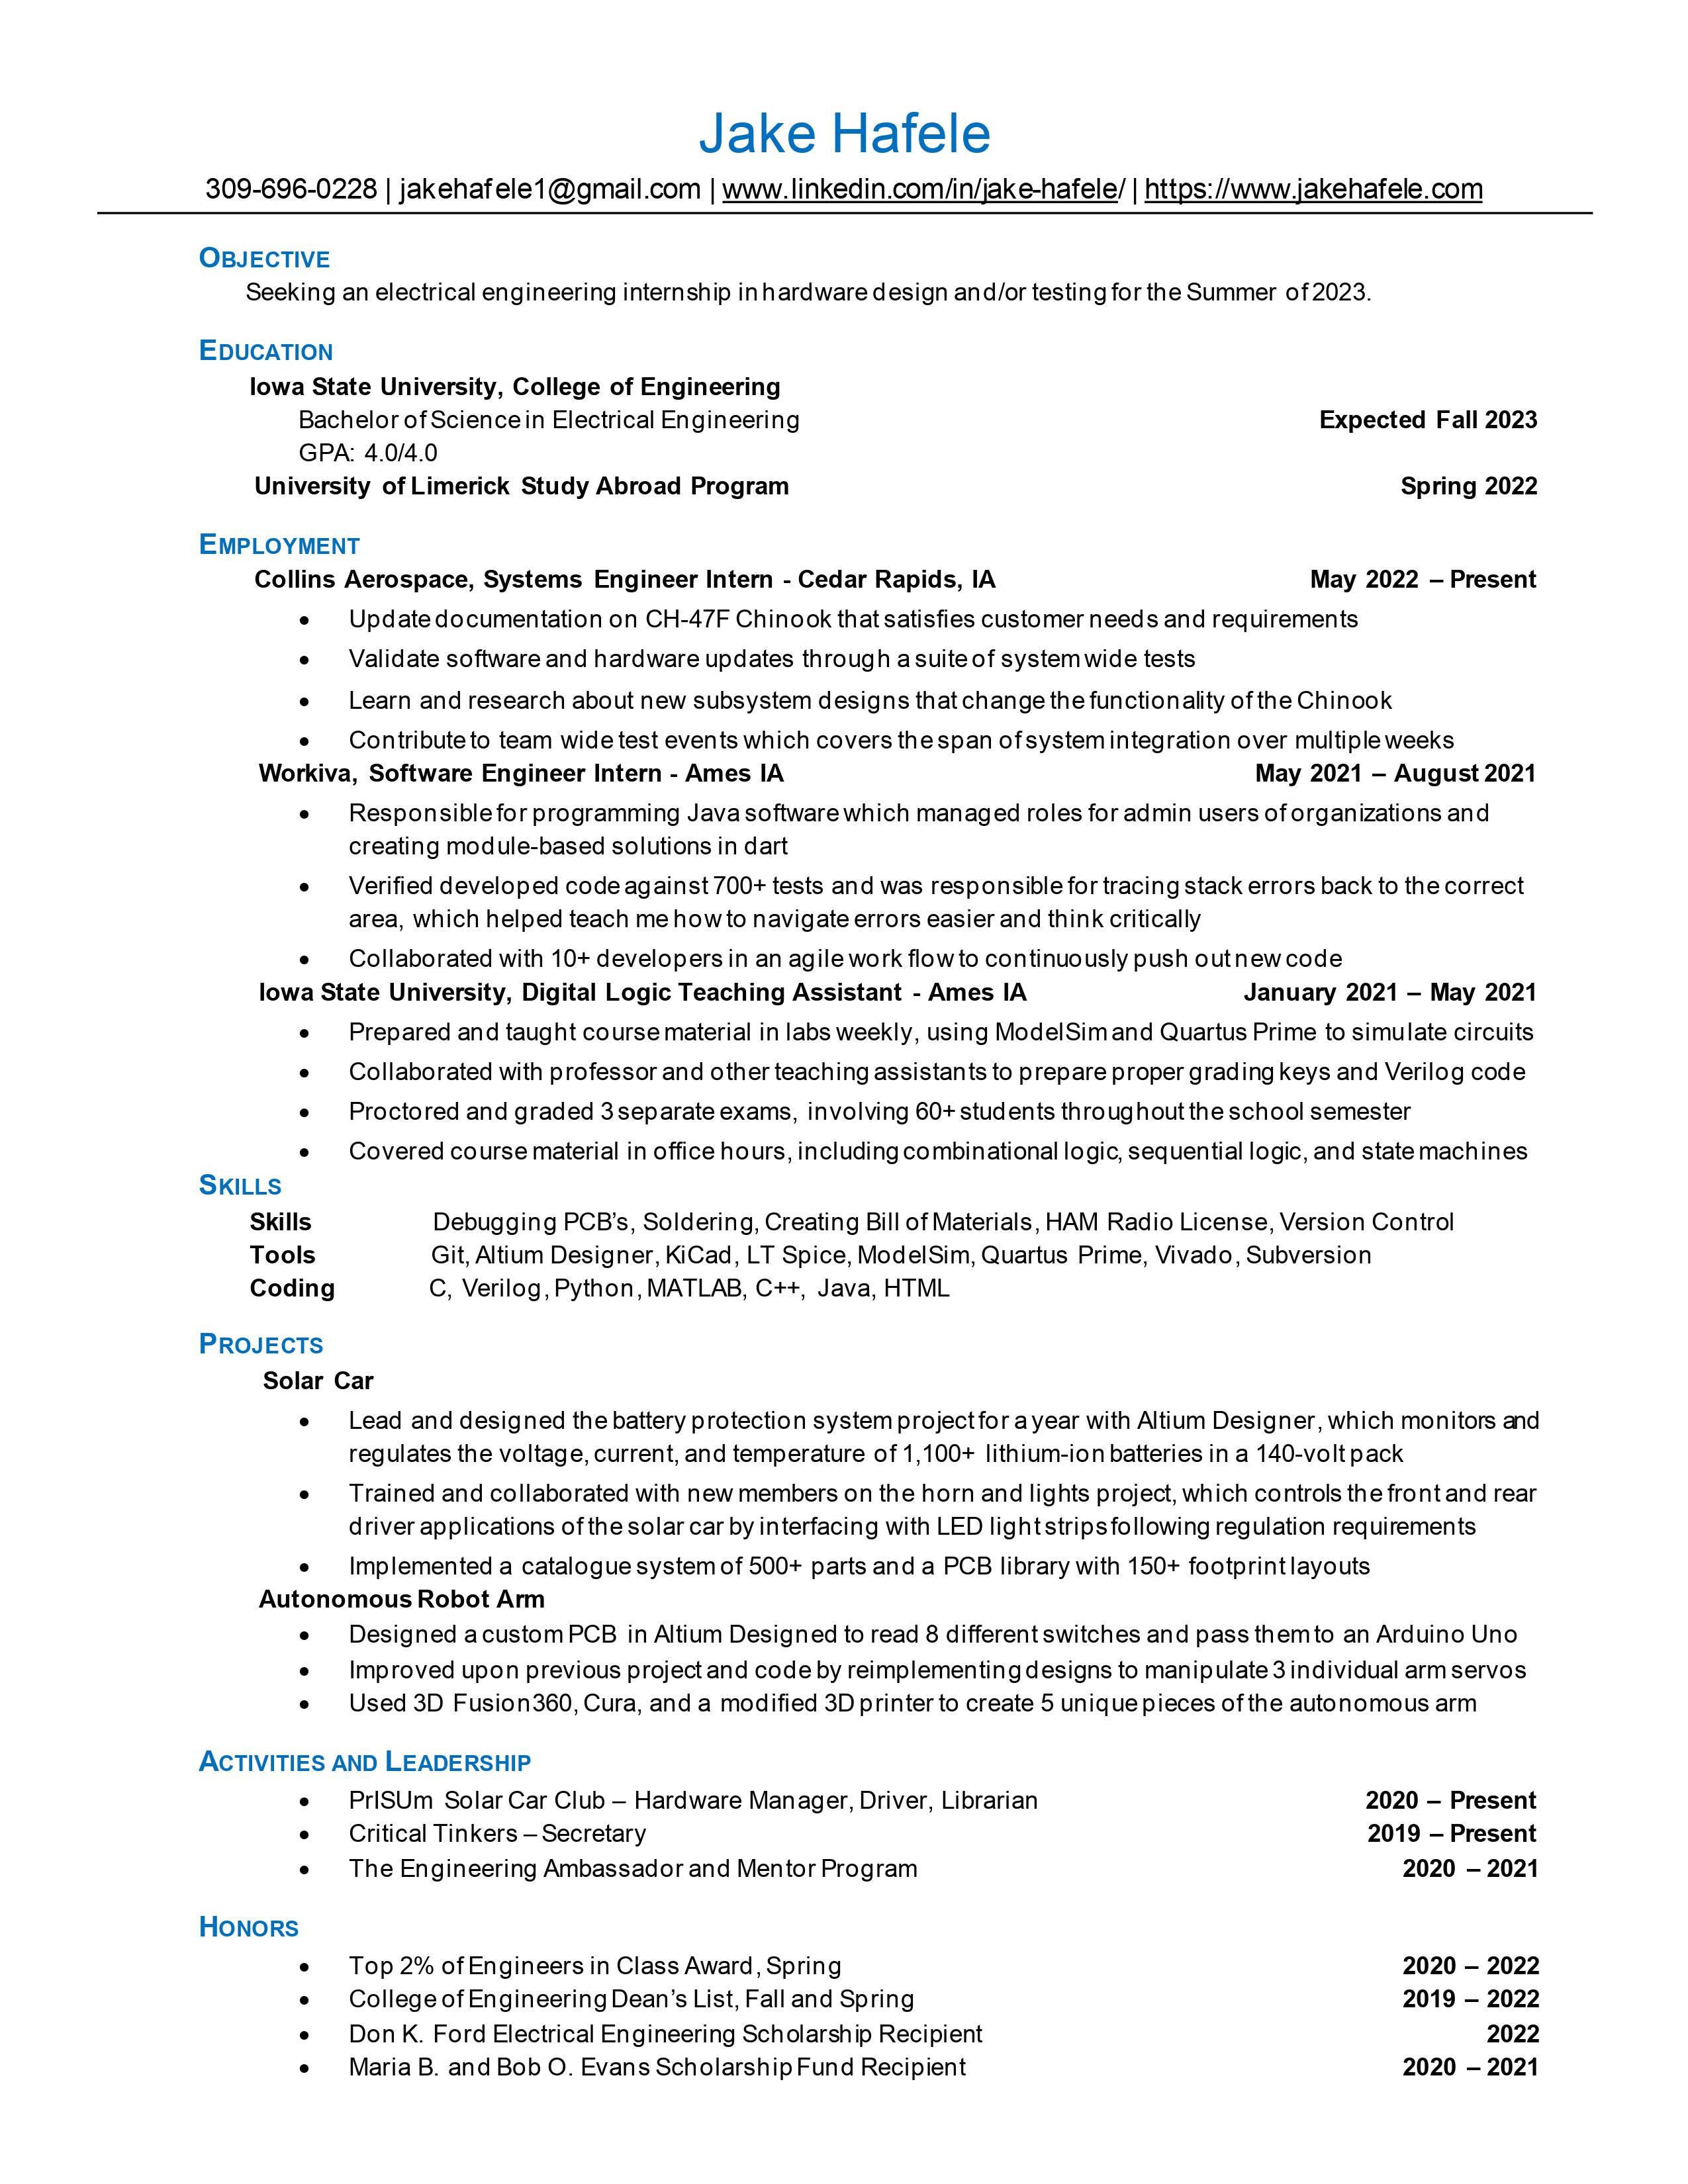 Jake Hafele
309-696-0228 | jakehafele1@gmail.com | www.linkedin.com/in/jake-hafele/ | https://www.jakehafele.com
OBJECTIVE
Seeking an electrical engineering internship in hardware design and/or testing for the Summer of 2023.
EDUCATION
Iowa State University, College of Engineering
Bachelor of Science in Electrical Engineering Expected Fall 2023
GPA: 4.0/4.0
University of Limerick Study Abroad Program Spring 2022
EMPLOYMENT
Collins Aerospace, Systems Engineer Intern - Cedar Rapids, IA May 2022 – Present
• Update documentation on CH-47F Chinook that satisfies customer needs and requirements
• Validate software and hardware updates through a suite of system wide tests
• Learn and research about new subsystem designs that change the functionality of the Chinook
• Contribute to team wide test events which covers the span of system integration over multiple weeks
Workiva, Software Engineer Intern - Ames IA May 2021 – August 2021
• Responsible for programming Java software which managed roles for admin users of organizations and
creating module-based solutions in dart
• Verified developed code against 700+ tests and was responsible for tracing stack errors back to the correct
area, which helped teach me how to navigate errors easier and think critically
• Collaborated with 10+ developers in an agile work flow to continuously push out new code
Iowa State University, Digital Logic Teaching Assistant - Ames IA January 2021 – May 2021
• Prepared and taught course material in labs weekly, using ModelSim and Quartus Prime to simulate circuits
• Collaborated with professor and other teaching assistants to prepare proper grading keys and Verilog code
• Proctored and graded 3 separate exams, involving 60+ students throughout the school semester
• Covered course material in office hours, including combinational logic, sequential logic, and state machines
SKILLS
Skills Debugging PCB’s, Soldering, Creating Bill of Materials, HAM Radio License, Version Control
Tools Git, Altium Designer, KiCad, LT Spice, ModelSim, Quartus Prime, Vivado, Subversion
Coding C, Verilog, Python, MATLAB, C++, Java, HTML
PROJECTS
Solar Car
• Lead and designed the battery protection system project for a year with Altium Designer, which monitors and
regulates the voltage, current, and temperature of 1,100+ lithium-ion batteries in a 140-volt pack
• Trained and collaborated with new members on the horn and lights project, which controls the front and rear
driver applications of the solar car by interfacing with LED light strips following regulation requirements
• Implemented a catalogue system of 500+ parts and a PCB library with 150+ footprint layouts
Autonomous Robot Arm
• Designed a custom PCB in Altium Designed to read 8 different switches and pass them to an Arduino Uno
• Improved upon previous project and code by reimplementing designs to manipulate 3 individual arm servos
• Used 3D Fusion360, Cura, and a modified 3D printer to create 5 unique pieces of the autonomous arm
ACTIVITIES AND LEADERSHIP
• PrISUm Solar Car Club – Hardware Manager, Driver, Librarian 2020 – Present
• Critical Tinkers – Secretary 2019 – Present
• The Engineering Ambassador and Mentor Program 2020 – 2021
HONORS
• Top 2% of Engineers in Class Award, Spring 2020 – 2022
• College of Engineering Dean’s List, Fall and Spring 2019 – 2022
• Don K. Ford Electrical Engineering Scholarship Recipient 2022
• Maria B. and Bob O. Evans Scholarship Fund Recipient 2020 – 2021